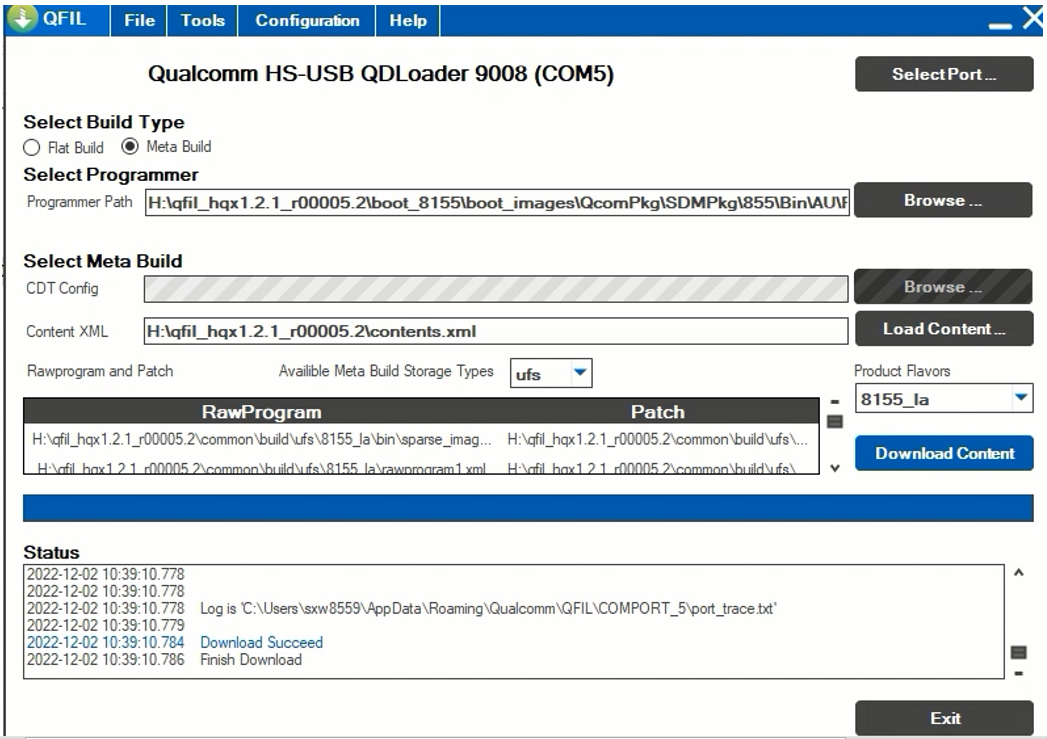 QFIL File Tools Configuration Help
Qualcomm HS-USB QDLoader 9008 (COM5)
Select Port ...
Select Build Type
Flat Build Meta Build
Select Programmer
Programmer Path H:\qfil_hqx1.2.1_r00005.2\boot_8155\boot_images\QcomPkg\SDMPkg\855\Bin\AU\F Browse ...
Select Meta Build
CDT Config Browse ...
Content XML H:\qfil_hqx1.2.1_r00005.2\contents.xml Load Content ...
Rawprogram and Patch Availible Meta Build Storage Types ufs Product Flavors
8155_la
RawProgram Patch
H:\qfil_hqx1.2.1_r00005.2\common\build\ufs\8155_la\bin\sparse_imag... H:\qfil_hqx1.2.1_r00005.2\common\build\ufs\...
H:\qfil_hqx1.2.1_r00005.2\common\build\ufs\8155_la\rawprogram1.xml H:\qfil_hqx1.2.1_r00005.2\common\build\ufs\
Download Content
Status
2022-12-02 10:39:10.778
2022-12-02 10:39:10.778
2022-12-02 10:39:10.778 Log is 'C:\Users\sxw8559\AppData\Roaming\Qualcomm\QFIL\COMPORT_5\port_trace.txt'
2022-12-02 10:39:10.779
2022-12-02 10:39:10.784 Download Succeed
2022-12-02 10:39:10.786 Finish Download
Exit